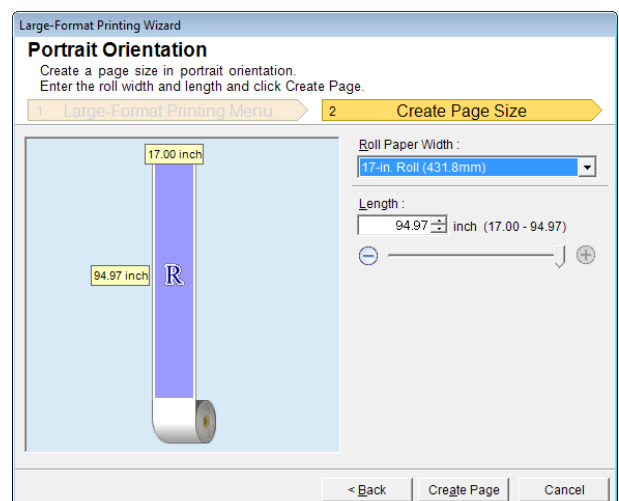 Large-Format Printing Wizard
Portrait Orientation
Create a page size in portrait orientation.
Enter the roll width and length and click Create Page.
1 Large-Format Printing Menu
2 Create Page Size
17.00 inch
94.97 inch
R
Roll Paper Width :
17-in. Roll (431.8mm)
Length :
94.97 inch (17.00 - 94.97)
< Back
Create Page
Cancel